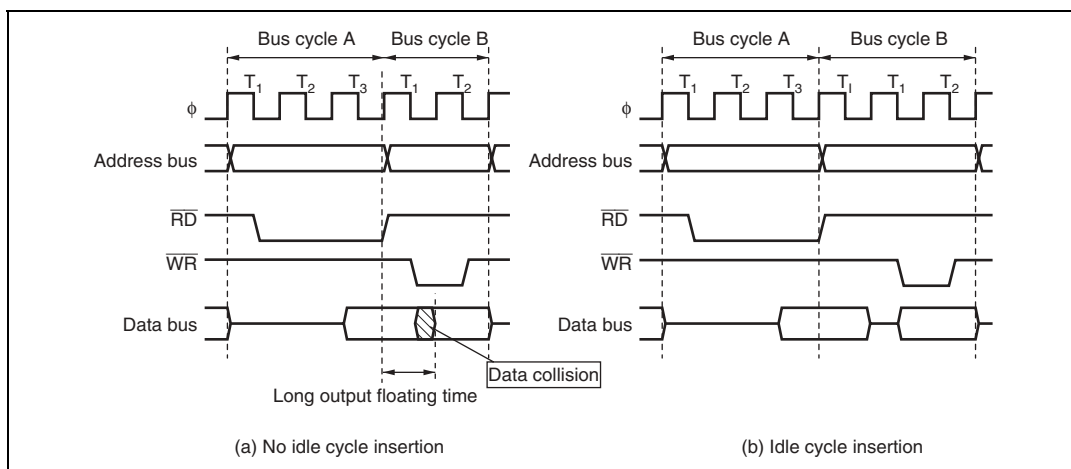 Bus cycle A Bus cycle B
T1 T2 T3 T1 T2
φ
Address bus
RD
WR
Data bus
Data collision
Long output floating time
(a) No idle cycle insertion
Bus cycle A Bus cycle B
T1 T2 T3 TI T1 T2
φ
Address bus
RD
WR
Data bus
(b) Idle cycle insertion